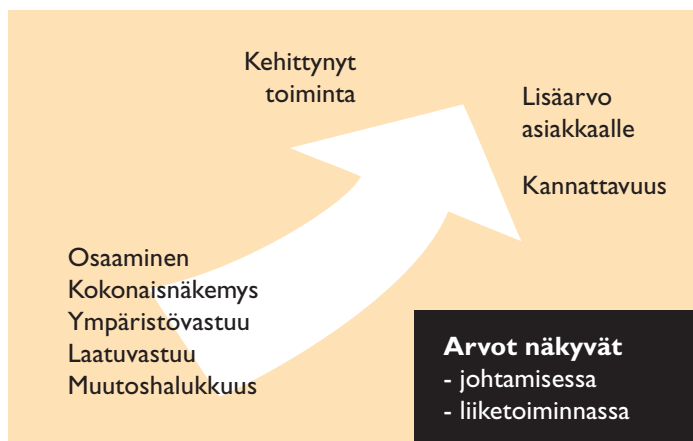 Kehittynyt
toiminta
Lisäarvo
asiakkaalle
Kannattavuus
Osaaminen
Kokonaisnäkemys
Ympäristövastuu
Laatuvastuu
Muutoshalukkuus
Arvot näkyvät
- johtamisessa
- liiketoiminnassa